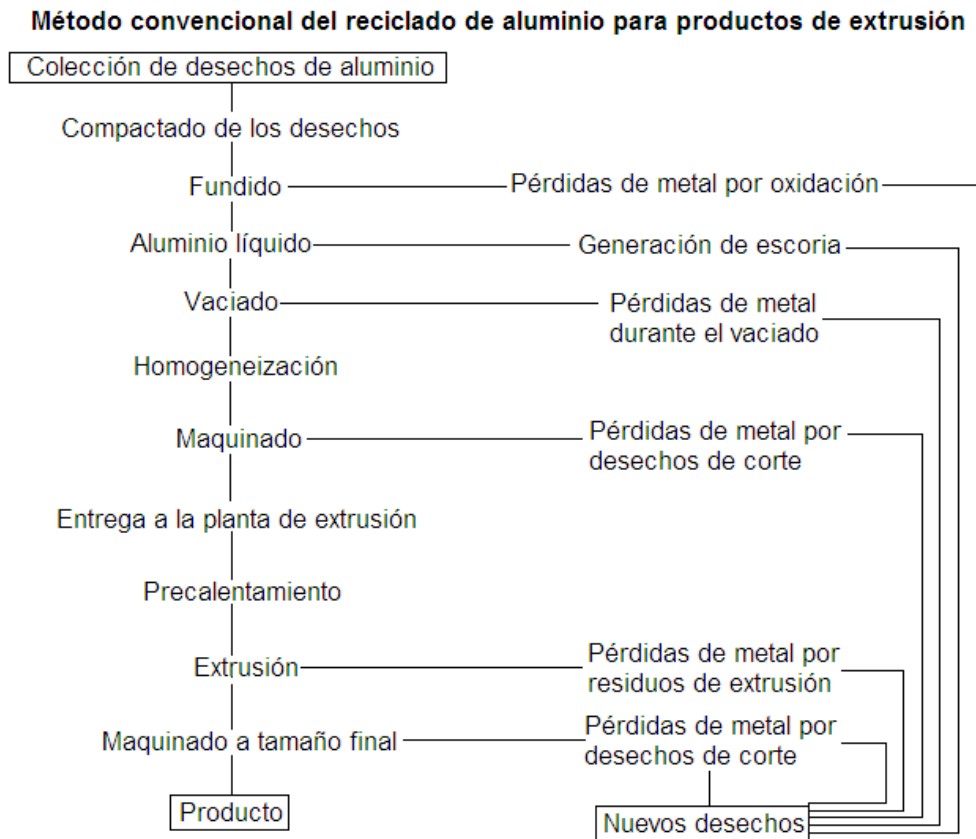 Método convencional del reciclado de aluminio para productos de extrusión
Colección de desechos de aluminio
Compactado de los desechos
Fundido
Pérdidas de metal por oxidación
Aluminio líquido
Generación de escoria
Vaciado
Pérdidas de metal
durante el vaciado
Homogeneización
Maquinado
Pérdidas de metal por
desechos de corte
Entrega a la planta de extrusión
Precalentamiento
Extrusión
Pérdidas de metal por
residuos de extrusión
Maquinado a tamaño final
Pérdidas de metal por
desechos de corte
Producto
Nuevos desechos